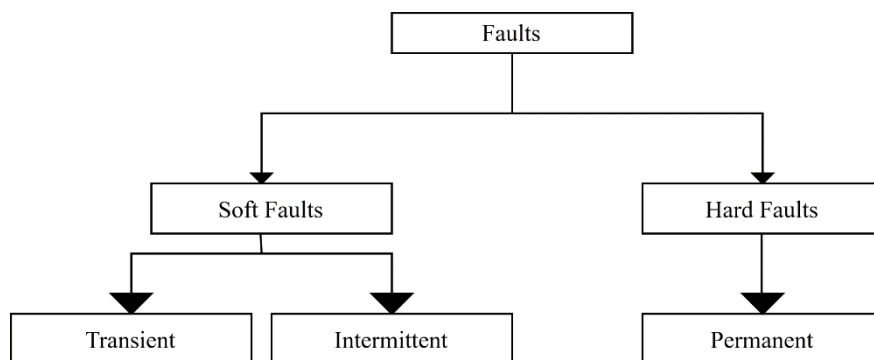 Faults
Soft Faults
Hard Faults
Transient
Intermittent
Permanent